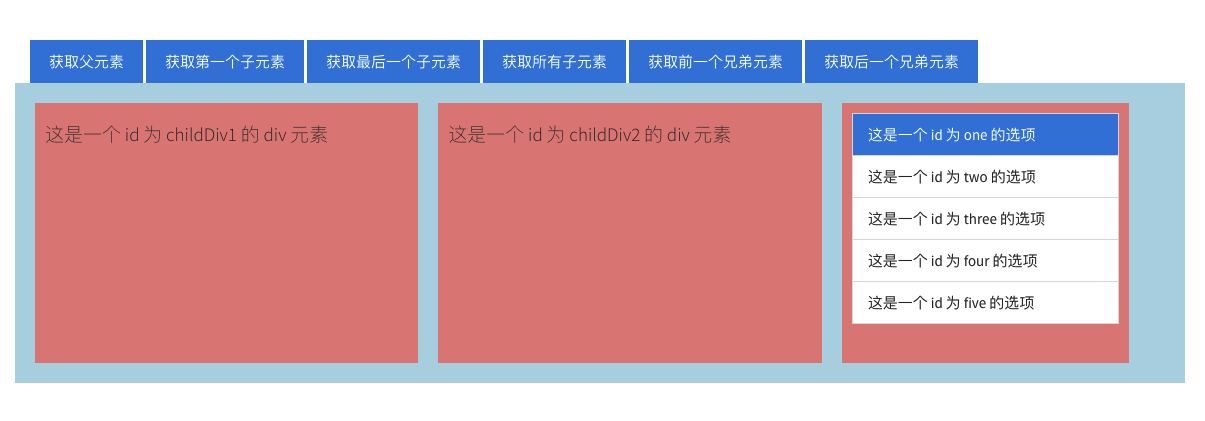 获取父元素 获取第一个子元素 获取最后一个子元素 获取所有子元素 获取前一个兄弟元素 获取后一个兄弟元素
这是一个 id 为 childDiv1 的 div 元素
这是一个 id 为 childDiv2 的 div 元素
这是一个 id 为 one 的选项
这是一个 id 为 two 的选项
这是一个 id 为 three 的选项
这是一个 id 为 four 的选项
这是一个 id 为 five 的选项